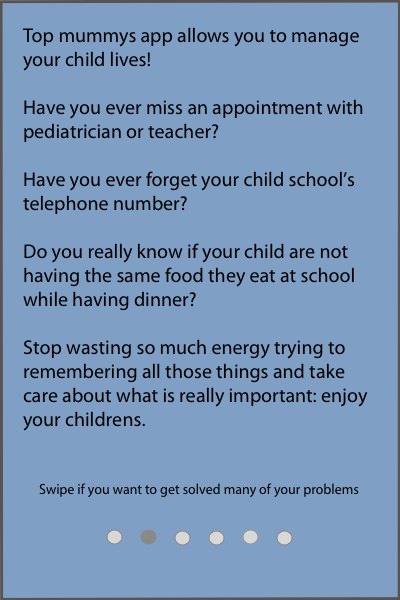 Top mummys app allows you to manage
your child lives!
Have you ever miss an appointment with
pediatrician or teacher?
Have you ever forget your child school's
telephone number?
Do you really know if your child are not
having the same food they eat at school
while having dinner?
Stop wasting so much energy trying to
remembering all those things and take
care about what is really important: enjoy
your childrens.
Swipe if you want to get solved many of your problems